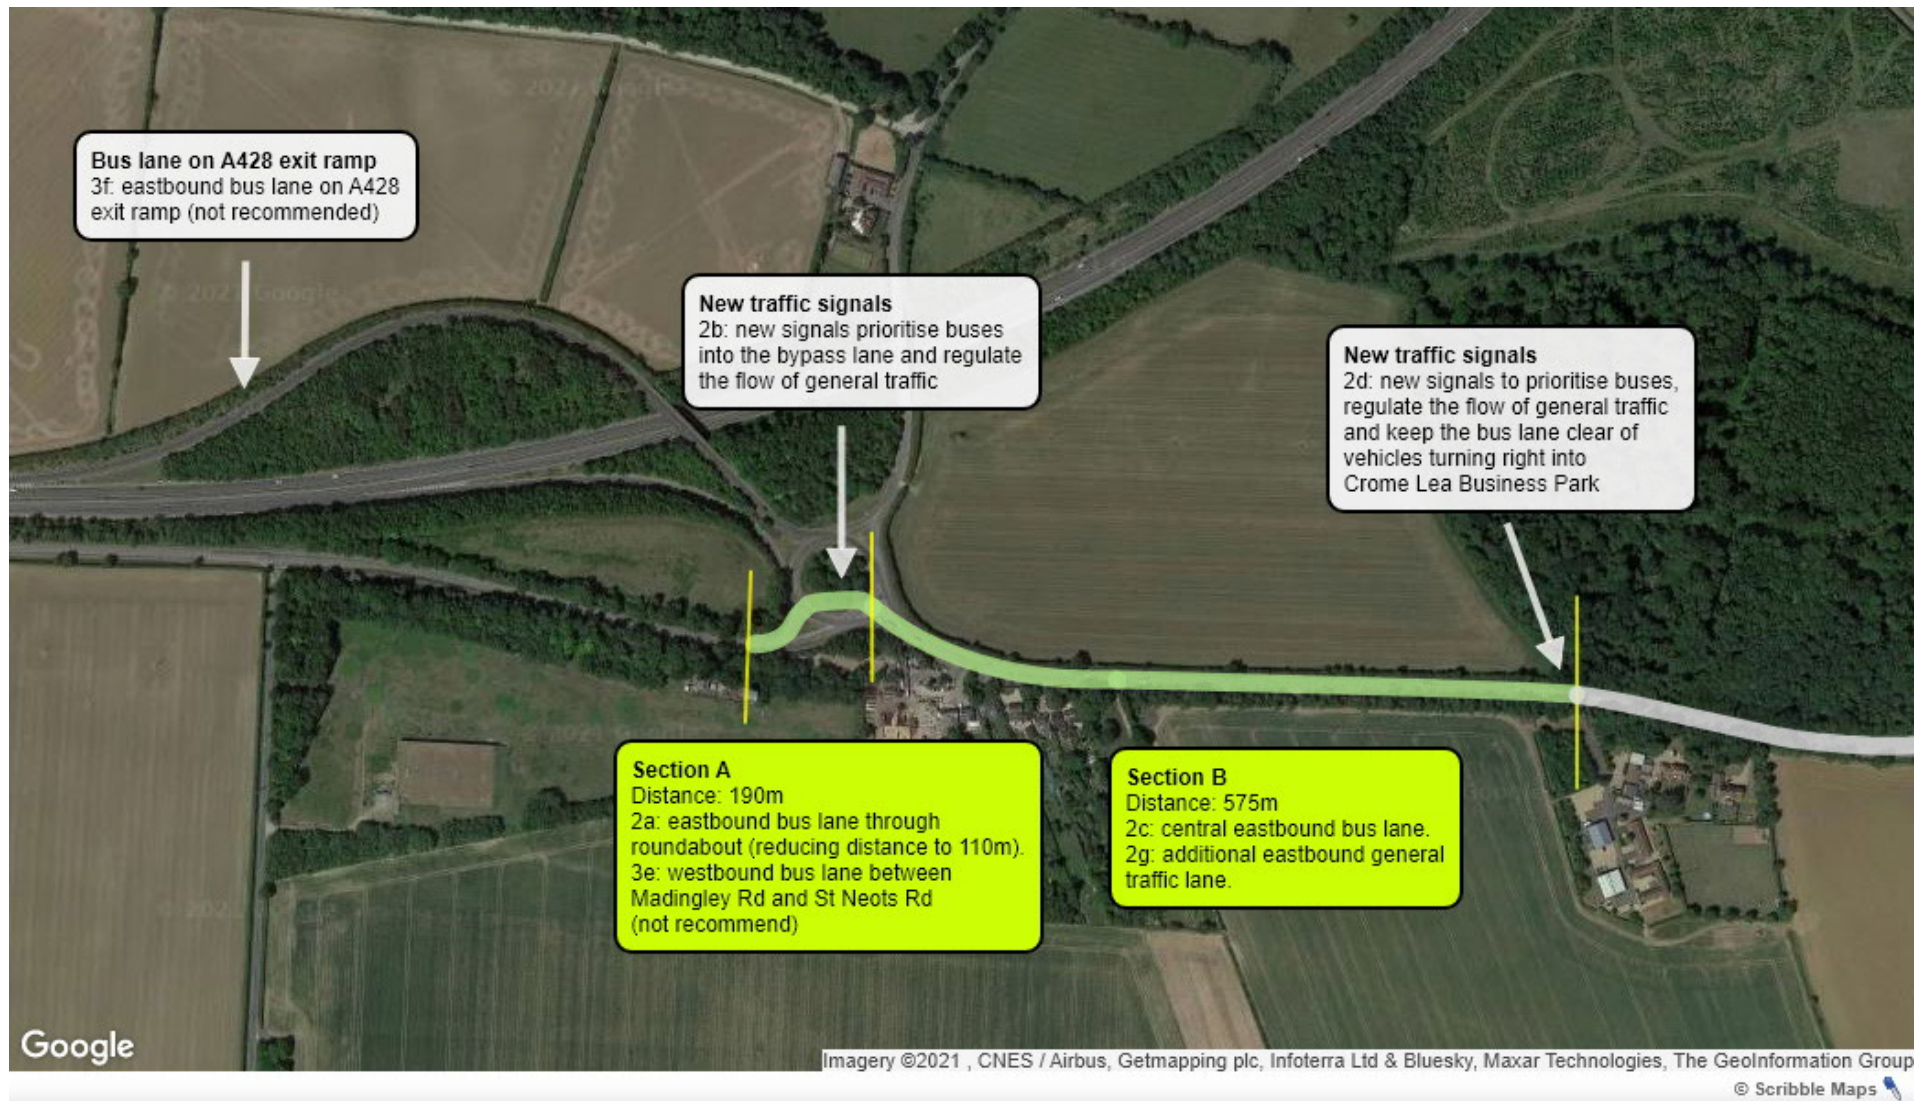 Bus lane on A428 exit ramp
3f: eastbound bus lane on A428
exit ramp (not recommended)
New traffic signals
2b: new signals prioritise buses
into the bypass lane and regulate
the flow of general traffic
New traffic signals
2d: new signals to prioritise buses,
regulate the flow of general traffic
and keep the bus lane clear of
vehicles turning right into
Crome Lea Business Park
Section A
Distance: 190m
2a: eastbound bus lane through
roundabout (reducing distance to 110m).
3e: westbound bus lane between
Madingley Rd and St Neots Rd
(not recommend)
Section B
Distance: 575m
2c: central eastbound bus lane.
2g: additional eastbound general
traffic lane.
Google
Imagery ©2021 , CNES / Airbus, Getmapping plc, Infoterra Ltd & Bluesky, Maxar Technologies, The GeoInformation Group
© Scribble Maps